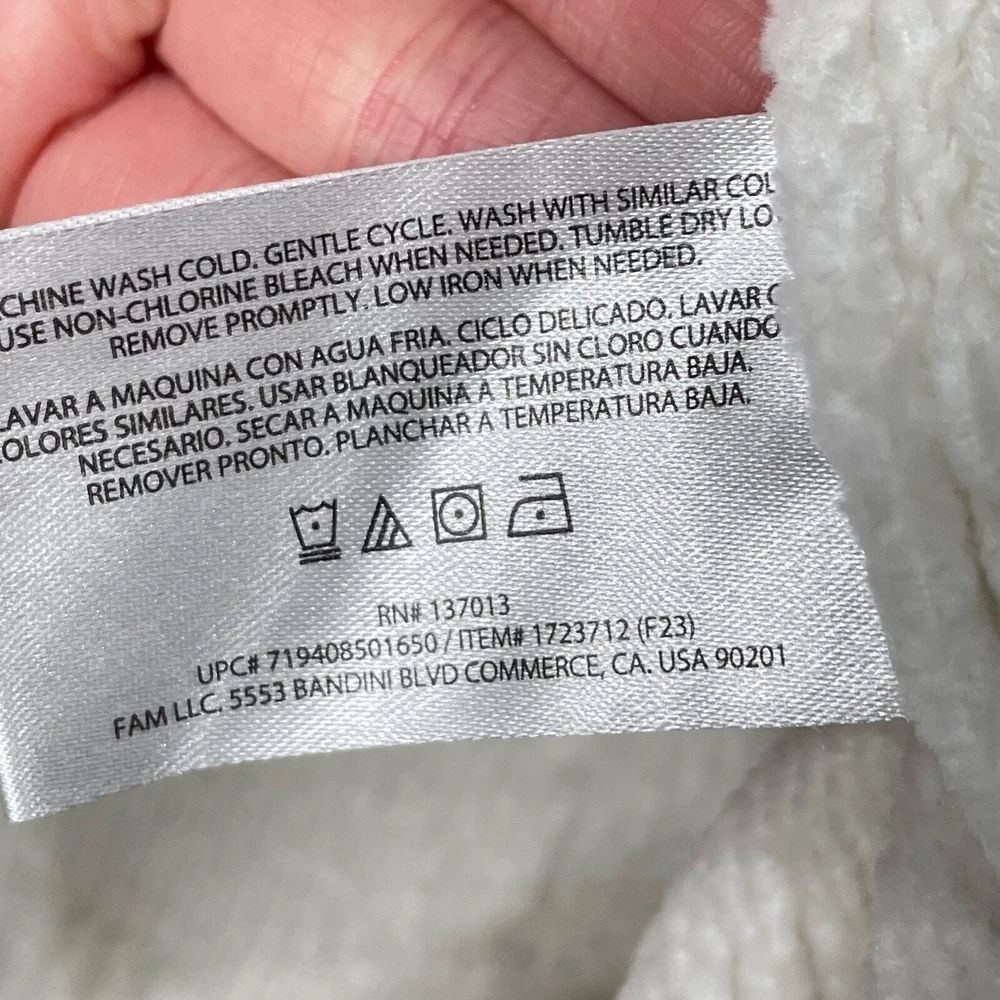 CHINE WASH COLD. GENTLE CYCLE. WASH WITH SIMILAR COL
USE NON-CHLORINE BLEACH WHEN NEEDED. TUMBLE DRY LO
REMOVE PROMPTLY. LOW IRON WHEN NEEDED.
LAVAR A MAQUINA CON AGUA FRIA. CICLO DELICADO. LAVAR C
OLORES SIMILARES. USAR BLANQUEADOR SIN CLORO CUANDO
NECESARIO. SECAR A MAQUINA A TEMPERATURA BAJA.
REMOVER PRONTO. PLANCHAR A TEMPERATURA BAJA.
RN# 137013
UPC# 719408501650 / ITEM# 1723712 (F23)
FAM LLC. 5553 BANDINI BLVD COMMERCE, CA. USA 90201